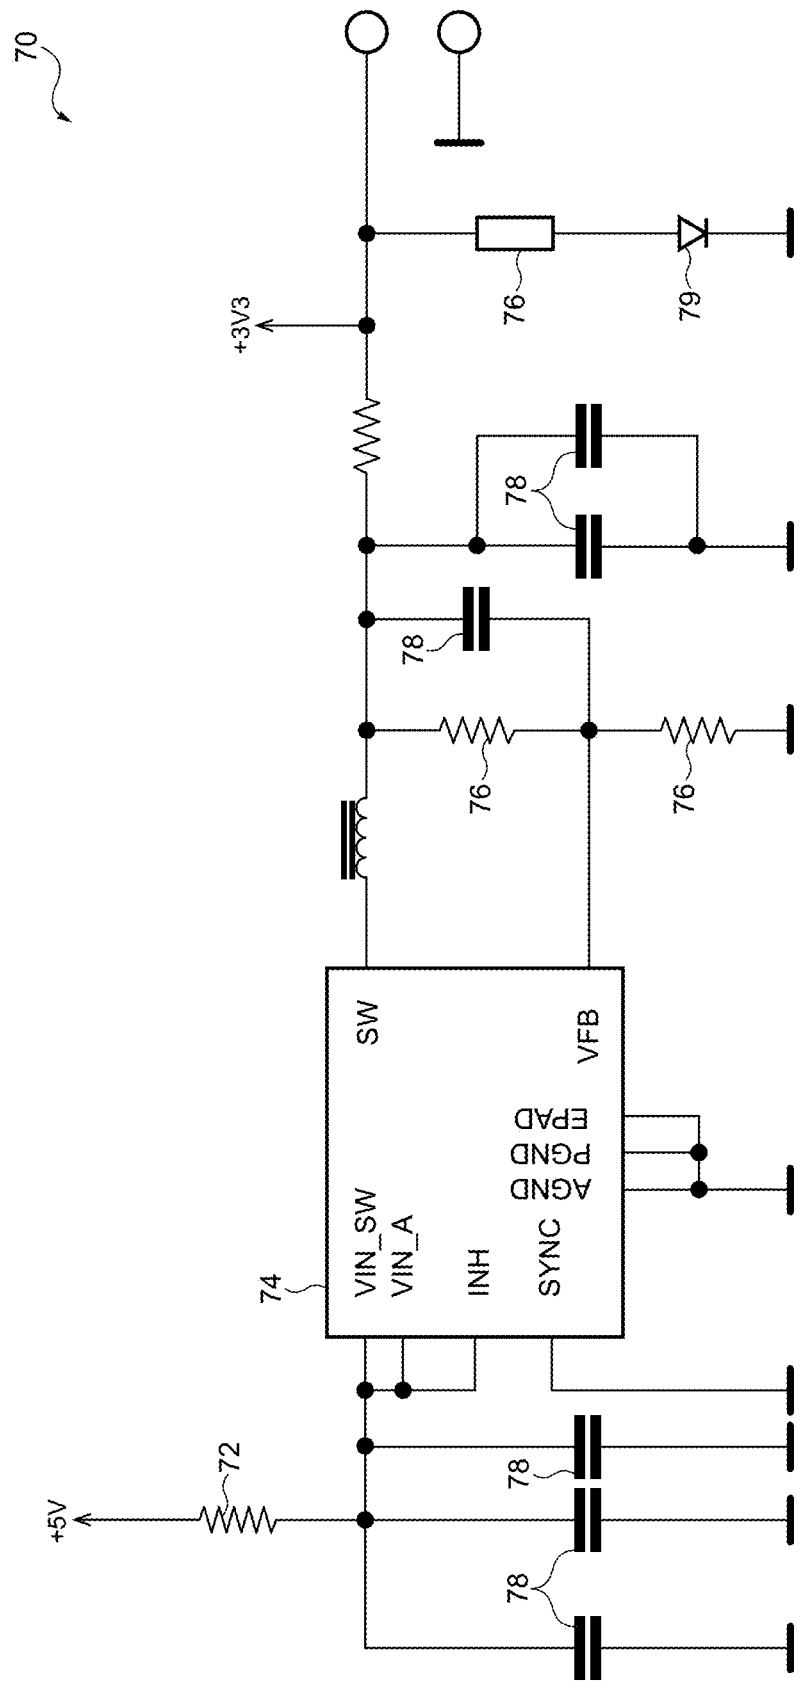 70
+3V3
76
79
78
78
76
76
SW
VFB
EPAD
PGND
AGND
VIN_SW
VIN_A
INH
SYNC
74
72
+5V
78
78